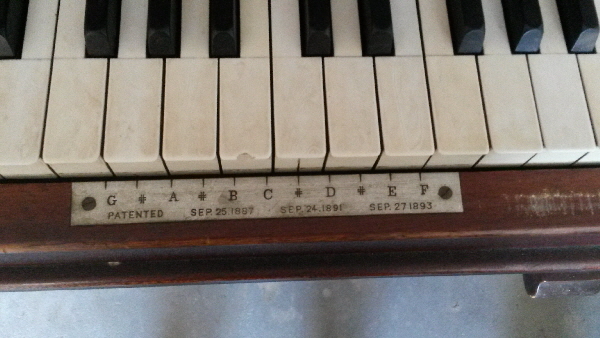 G # A # B C # D # E F
PATENTED SEP. 25.1887 SEP. 24.1891 SEP. 27.1893